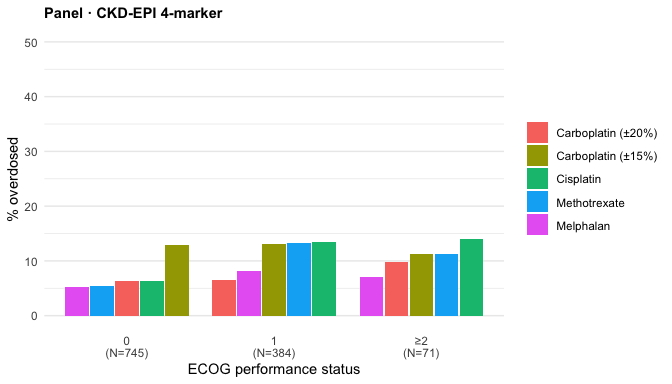 Panel · CKD-EPI 4-marker
50
40
30
20
10
0
% overdosed
0
(N=745)
1
(N=384)
≥2
(N=71)
ECOG performance status
Carboplatin (±20%)
Carboplatin (±15%)
Cisplatin
Methotrexate
Melphalan